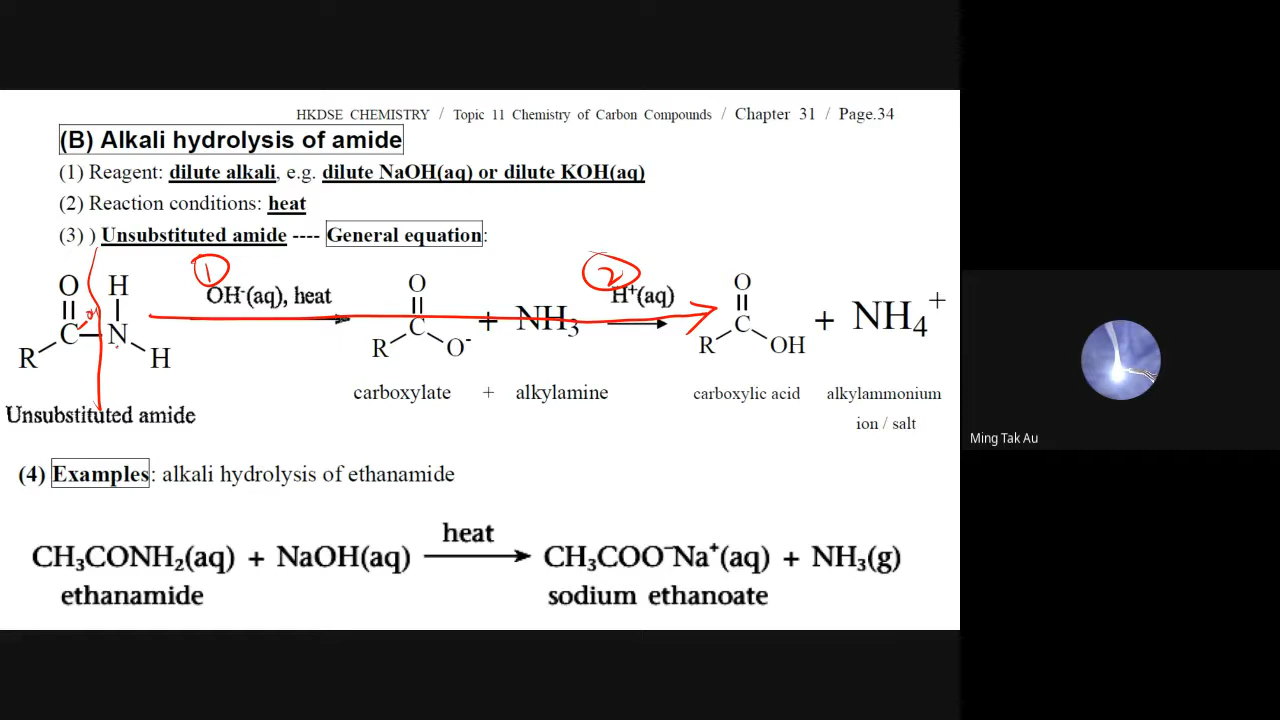 HKDSE CHEMISTRY / Topic 11 Chemistry of Carbon Compounds / Chapter 31 / Page.34
(B) Alkali hydrolysis of amide
(1) Reagent: dilute alkali, e.g. dilute NaOH(aq) or dilute KOH(aq)
(2) Reaction conditions: heat
(3) ) Unsubstituted amide ---- General equation:
1 2
O H OH⁻(aq), heat O H⁺(aq) O
C N C + NH₃ C + NH₄⁺
R H R O⁻ R OH
carboxylate + alkylamine carboxylic acid alkylammonium
Unsubstituted amide ion / salt
(4) Examples: alkali hydrolysis of ethanamide
heat
CH₃CONH₂(aq) + NaOH(aq) → CH₃COO⁻Na⁺(aq) + NH₃(g)
ethanamide sodium ethanoate
Ming Tak Au